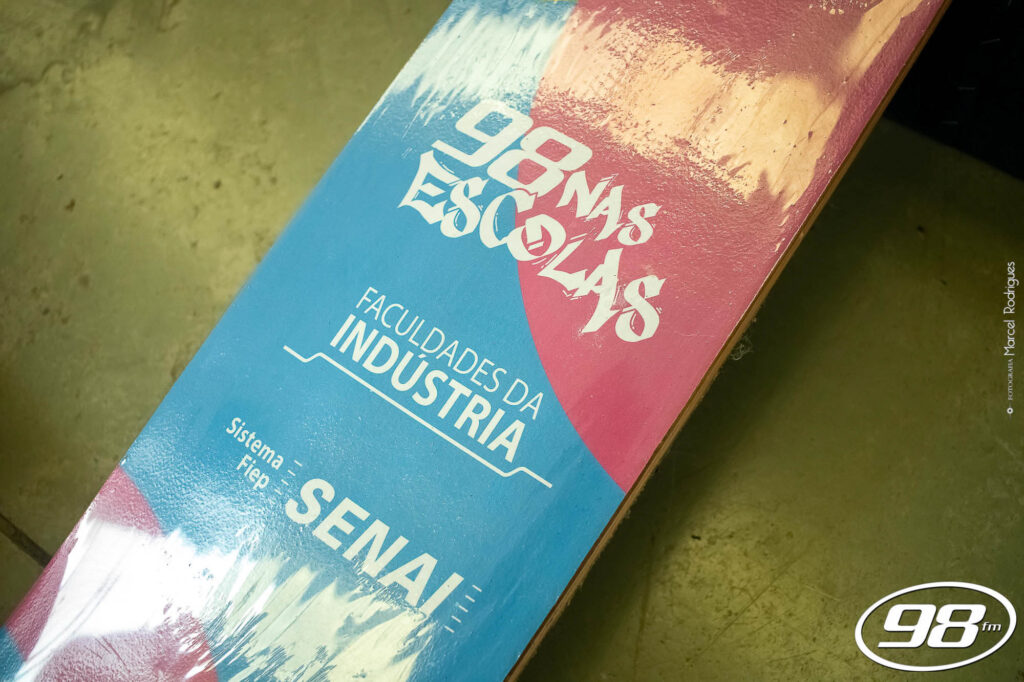 98 NAS
ESCOLAS
FACULDADES DA
INDÚSTRIA
Sistema
Fiep
SENAI
FOTOGRAFIA Marcel Rodrigues
98 fm